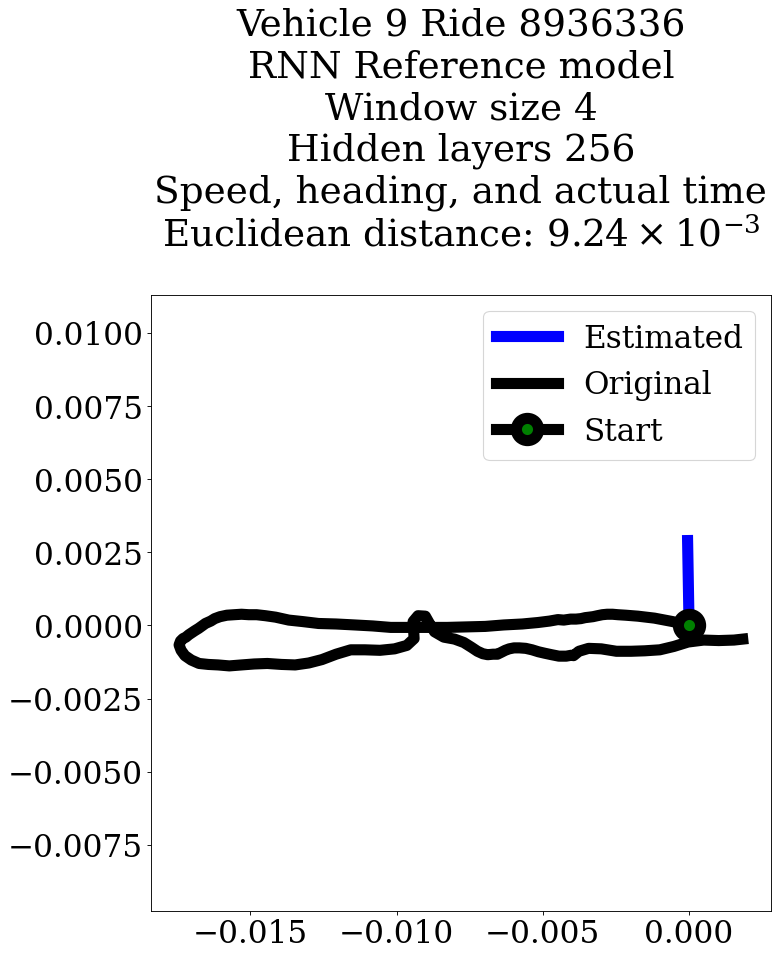 Vehicle 9 Ride 8936336
RNN Reference model
Window size 4
Hidden layers 256
Speed, heading, and actual time
Euclidean distance: 9.24 × 10⁻³
Estimated
Original
Start
0.0100
0.0075
0.0050
0.0025
0.0000
−0.0025
−0.0050
−0.0075
−0.015 −0.010 −0.005 0.000